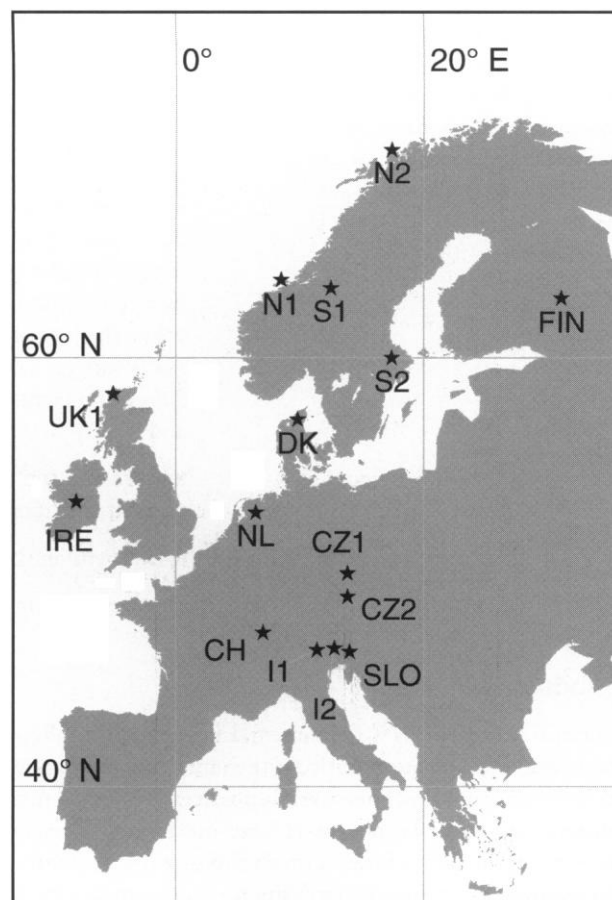 0°
20° E
N2
N1
S1
FIN
60° N
S2
UK1
DK
IRE
NL
CZ1
CZ2
CH
I1
SLO
I2
40° N